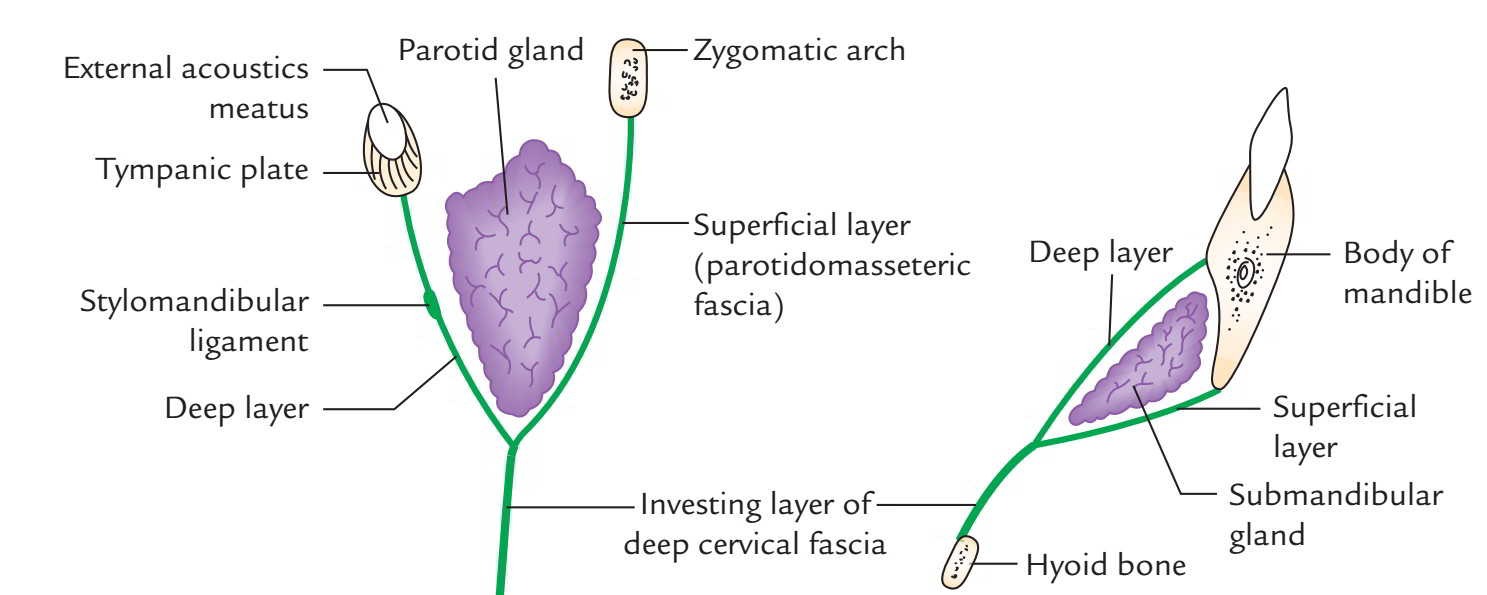 External acoustics
meatus
Parotid gland
Zygomatic arch
Tympanic plate
Superficial layer
(parotidomasseteric
fascia)
Stylomandibular
ligament
Deep layer
Deep layer
Body of
mandible
Superficial
layer
Submandibular
gland
Investing layer of
deep cervical fascia
Hyoid bone